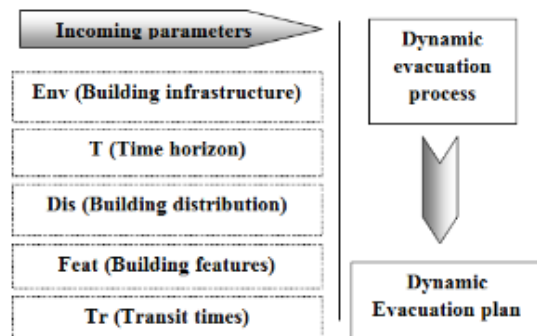 Incoming parameters
Env (Building infrastructure)
T (Time horizon)
Dis (Building distribution)
Feat (Building features)
Tr (Transit times)
Dynamic
evacuation
process
Dynamic
Evacuation plan